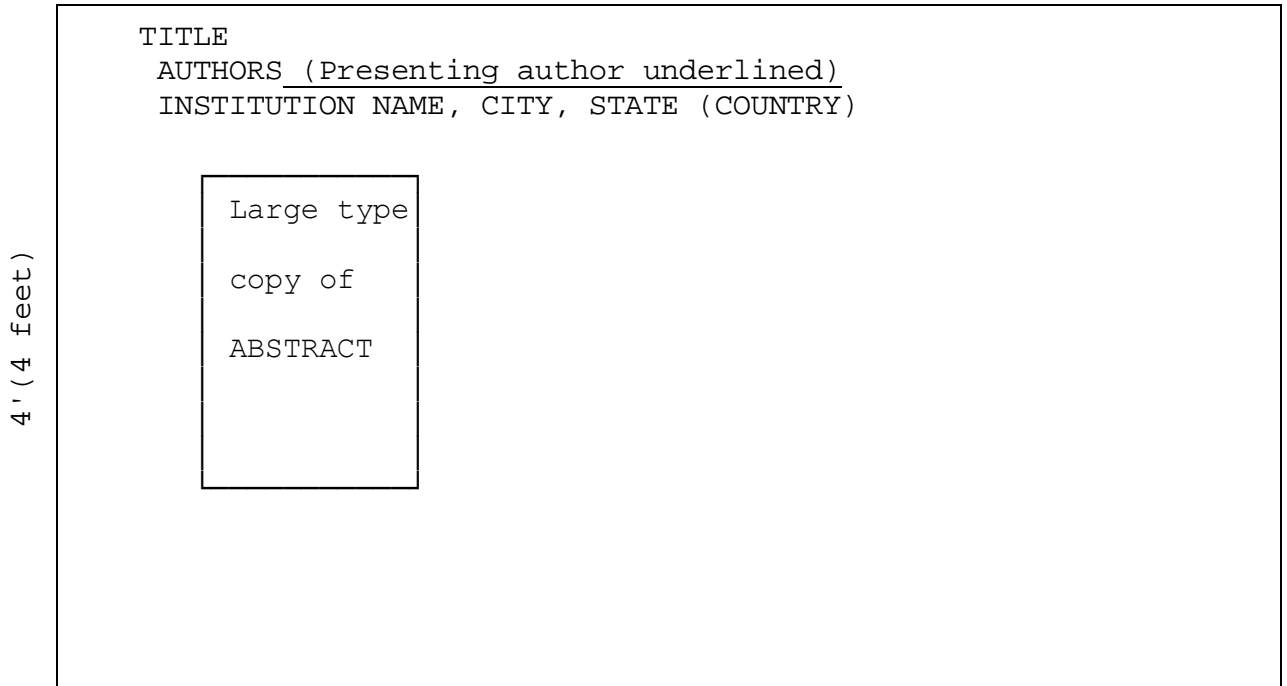 TITLE
AUTHORS (Presenting author underlined)
INSTITUTION NAME, CITY, STATE (COUNTRY)
Large type
copy of
ABSTRACT
4'(4 feet)